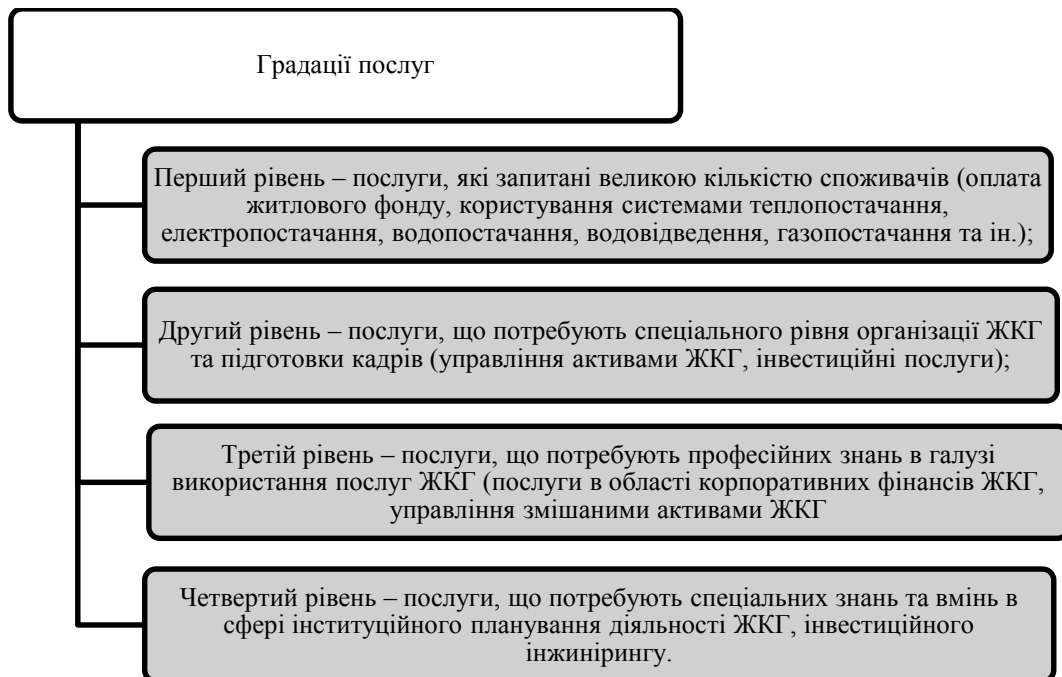 Градації послуг
Перший рівень – послуги, які запитані великою кількістю споживачів (оплата
житлового фонду, користування системами теплопостачання,
електропостачання, водопостачання, водовідведення, газопостачання та ін.);
Другий рівень – послуги, що потребують спеціального рівня організації ЖКГ
та підготовки кадрів (управління активами ЖКГ, інвестиційні послуги);
Третій рівень – послуги, що потребують професійних знань в галузі
використання послуг ЖКГ (послуги в області корпоративних фінансів ЖКГ,
управління змішаними активами ЖКГ
Четвертий рівень – послуги, що потребують спеціальних знань та вмінь в
сфері інституційного планування діяльності ЖКГ, інвестиційного
інжинірингу.